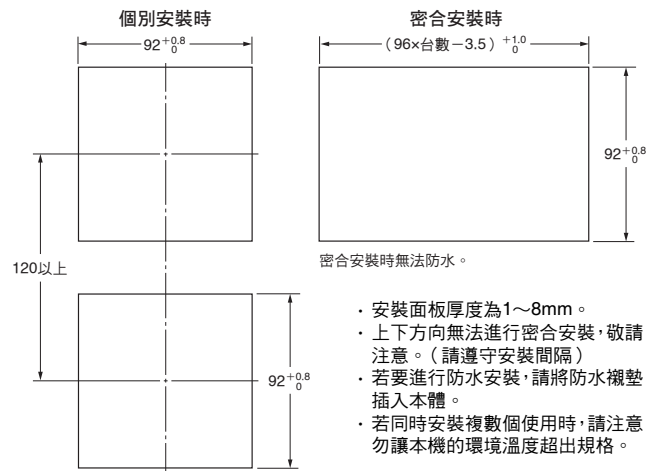 個別安裝時
92 +0.8 0
120以上
92 +0.8 0
密合安裝時
（96×台數－3.5）+1.0 0
92 +0.8 0
密合安裝時無法防水。
・安裝面板厚度為1～8mm。
・上下方向無法進行密合安裝，敬請
注意。（請遵守安裝間隔）
・若要進行防水安裝，請將防水襯墊
插入本體。
・若同時安裝複數個使用時，請注意
勿讓本機的環境溫度超出規格。